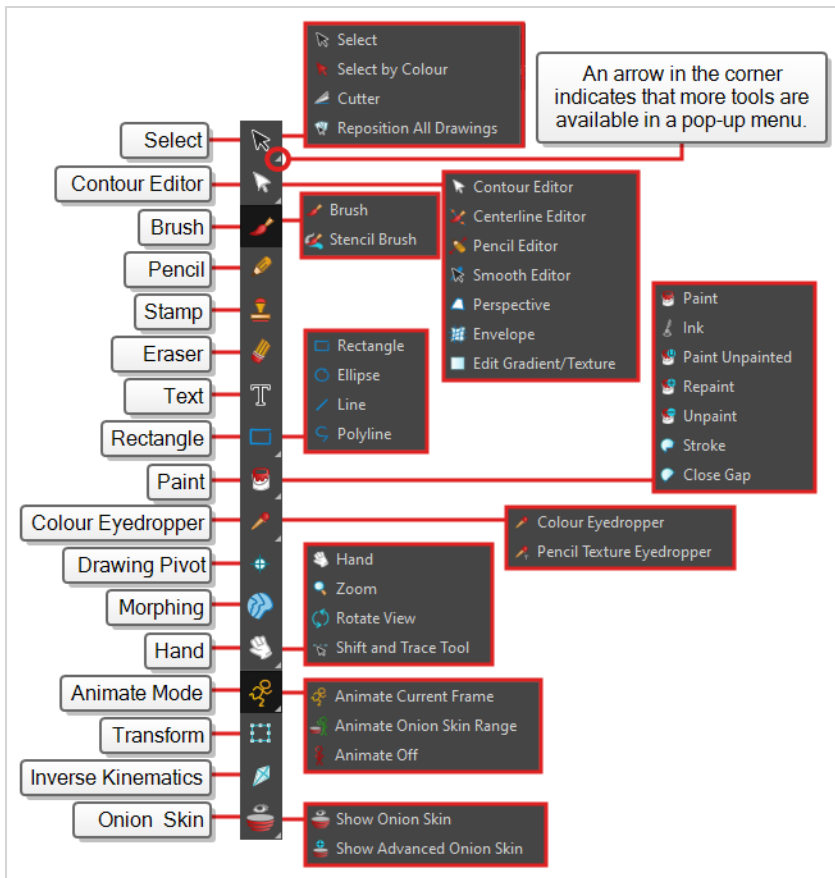 Select
Select by Colour
Cutter
Reposition All Drawings
An arrow in the corner
indicates that more tools are
available in a pop-up menu.
Select
Contour Editor
Brush
Pencil
Stamp
Eraser
Text
Rectangle
Paint
Colour Eyedropper
Drawing Pivot
Morphing
Hand
Animate Mode
Transform
Inverse Kinematics
Onion Skin
Contour Editor
Centerline Editor
Pencil Editor
Smooth Editor
Perspective
Envelope
Edit Gradient/Texture
Brush
Stencil Brush
Rectangle
Ellipse
Line
Polyline
Paint
Ink
Paint Unpainted
Repaint
Unpaint
Stroke
Close Gap
Colour Eyedropper
Pencil Texture Eyedropper
Hand
Zoom
Rotate View
Shift and Trace Tool
Animate Current Frame
Animate Onion Skin Range
Animate Off
Show Onion Skin
Show Advanced Onion Skin